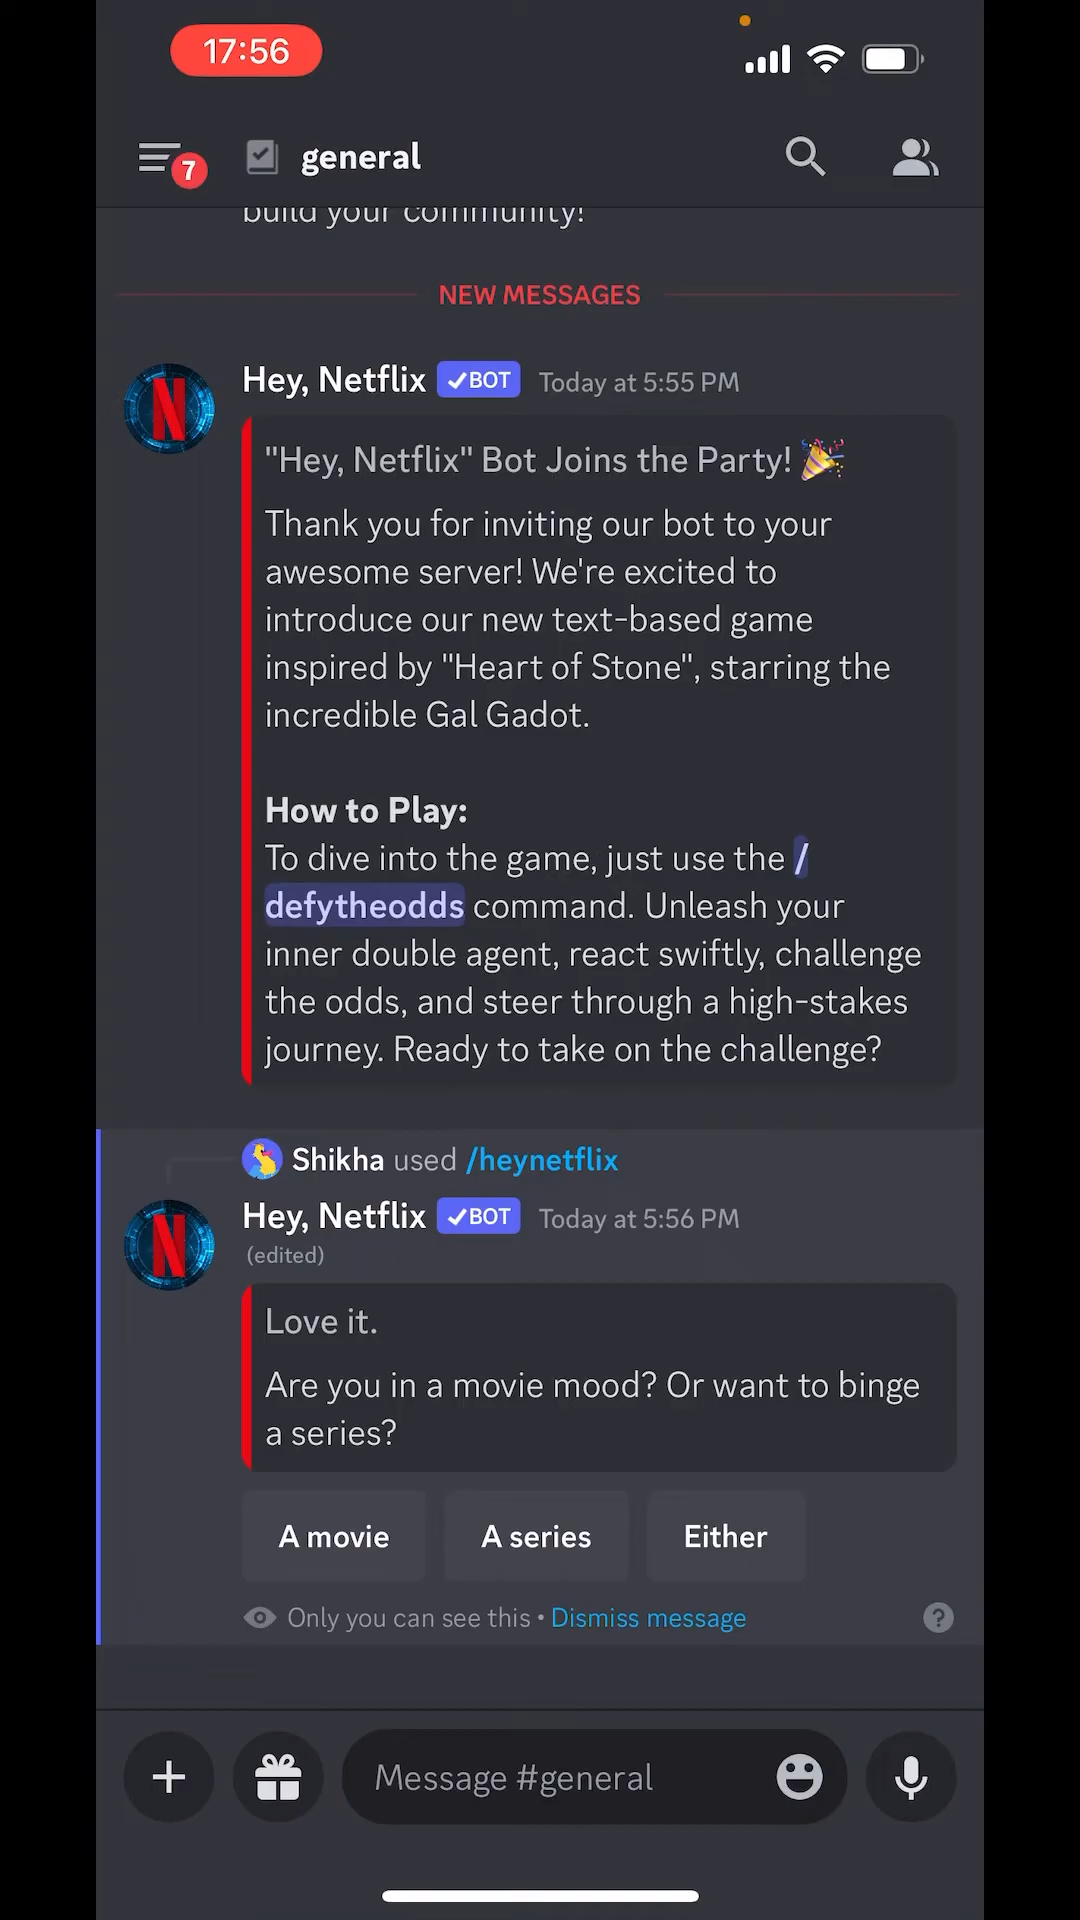 17:56
7
general
build your community!
NEW MESSAGES
Hey, Netflix ✓BOT Today at 5:55 PM
"Hey, Netflix" Bot Joins the Party! 🎉
Thank you for inviting our bot to your
awesome server! We're excited to
introduce our new text-based game
inspired by "Heart of Stone", starring the
incredible Gal Gadot.
How to Play:
To dive into the game, just use the /
defytheodds command. Unleash your
inner double agent, react swiftly, challenge
the odds, and steer through a high-stakes
journey. Ready to take on the challenge?
Shikha used /heynetflix
Hey, Netflix ✓BOT Today at 5:56 PM
(edited)
Love it.
Are you in a movie mood? Or want to binge
a series?
A movie A series Either
Only you can see this • Dismiss message ?
Message #general